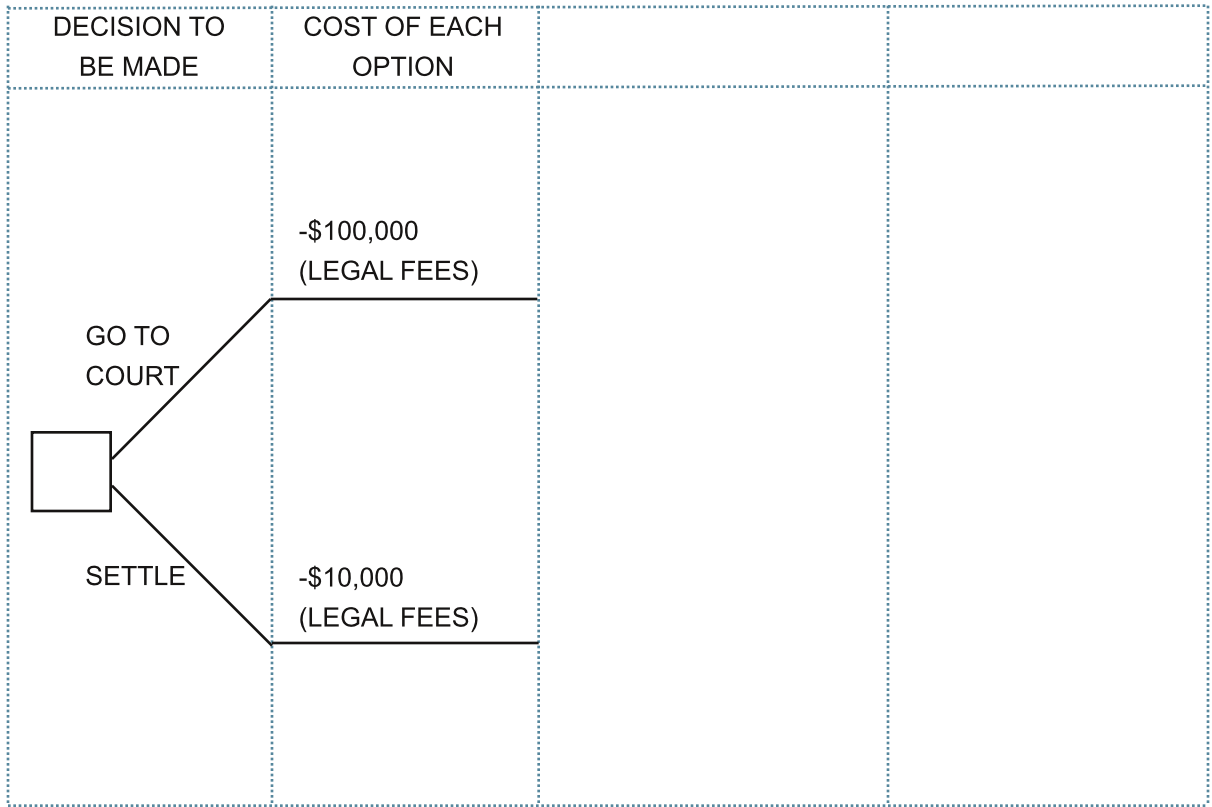 DECISION TO
BE MADE
COST OF EACH
OPTION
-$100,000
(LEGAL FEES)
GO TO
COURT
SETTLE
-$10,000
(LEGAL FEES)